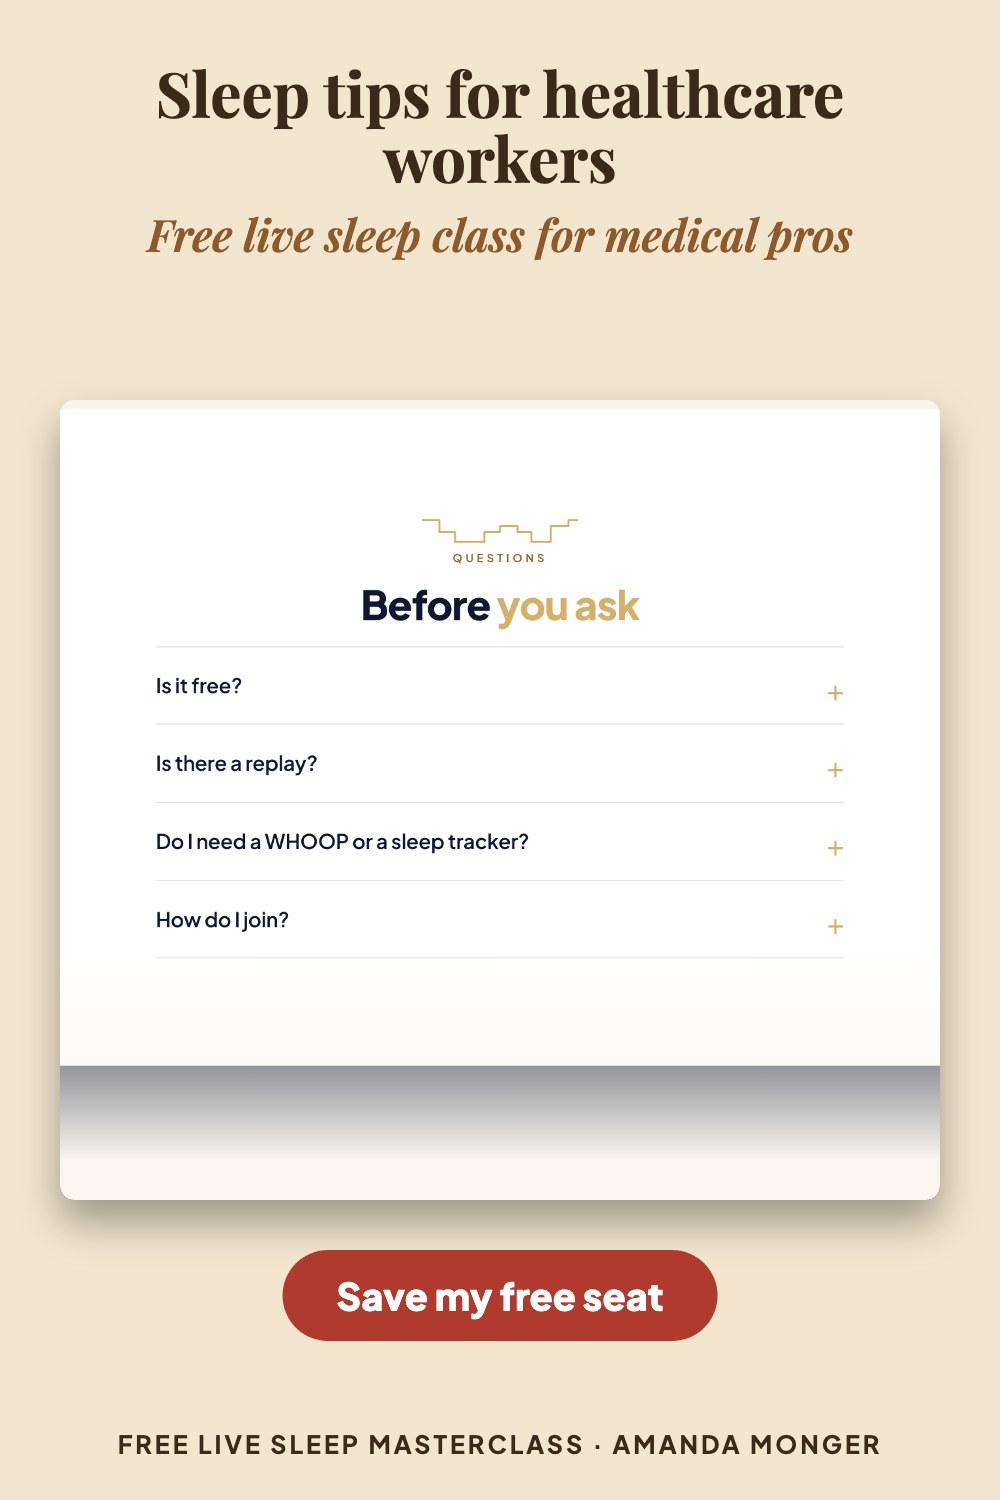 Sleep tips for healthcare
workers
Free live sleep class for medical pros
QUESTIONS
Before you ask
Is it free?
+
Is there a replay?
+
Do I need a WHOOP or a sleep tracker?
+
How do I join?
+
Save my free seat
FREE LIVE SLEEP MASTERCLASS · AMANDA MONGER